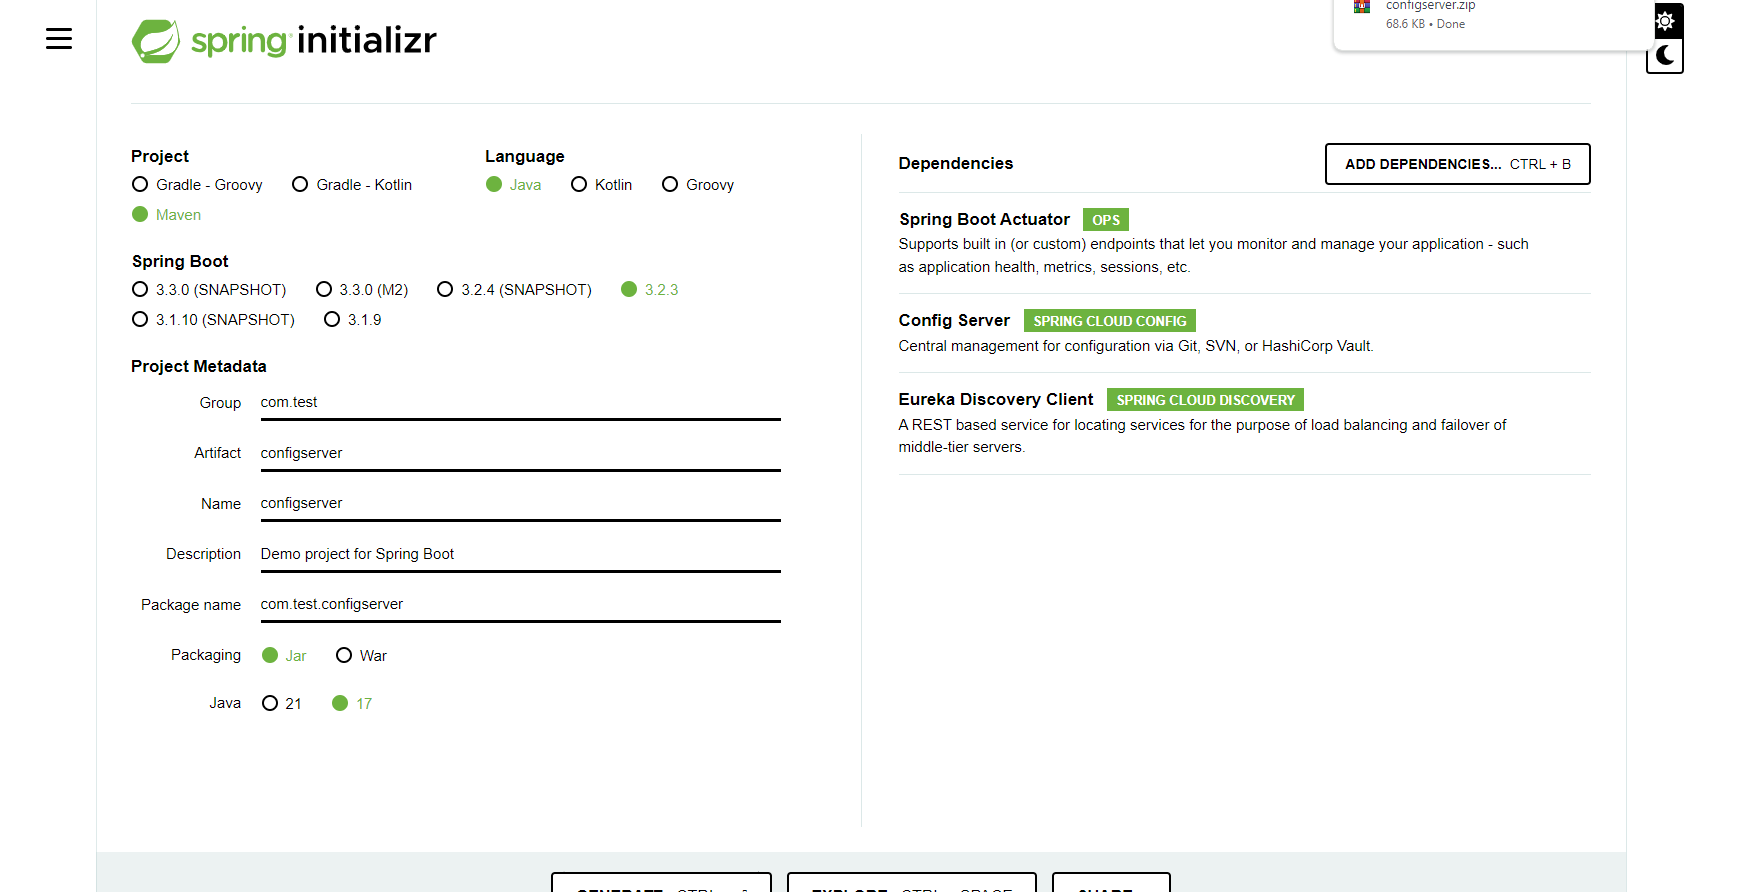 configserver.zip
68.6 KB • Done
spring initializr
Project
Gradle - Groovy
Gradle - Kotlin
Maven
Language
Java
Kotlin
Groovy
Spring Boot
3.3.0 (SNAPSHOT)
3.3.0 (M2)
3.2.4 (SNAPSHOT)
3.2.3
3.1.10 (SNAPSHOT)
3.1.9
Project Metadata
Group com.test
Artifact configserver
Name configserver
Description Demo project for Spring Boot
Package name com.test.configserver
Packaging Jar War
Java 21 17
Dependencies
ADD DEPENDENCIES... CTRL + B
Spring Boot Actuator OPS
Supports built in (or custom) endpoints that let you monitor and manage your application - such
as application health, metrics, sessions, etc.
Config Server SPRING CLOUD CONFIG
Central management for configuration via Git, SVN, or HashiCorp Vault.
Eureka Discovery Client SPRING CLOUD DISCOVERY
A REST based service for locating services for the purpose of load balancing and failover of
middle-tier servers.
GENERATE CTRL +
EXPLORE CTRL + SPACE
SHARE...